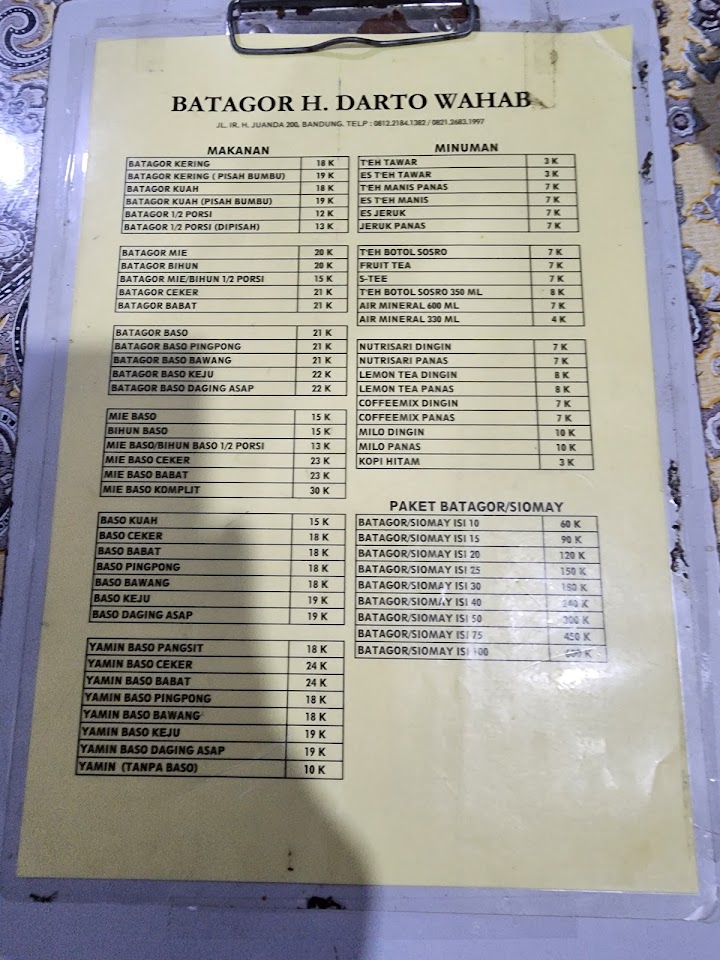 BATAGOR H. DARTO WAHAB
JL. IR. H. JUANDA 200, BANDUNG. TELP : 0812.2184.1382 / 0821.2683.1997
MAKANAN
BATAGOR KERING 18 K
BATAGOR KERING ( PISAH BUMBU) 19 K
BATAGOR KUAH 18 K
BATAGOR KUAH (PISAH BUMBU) 19 K
BATAGOR 1/2 PORSI 12 K
BATAGOR 1/2 PORSI (DIPISAH) 13 K
BATAGOR MIE 20 K
BATAGOR BIHUN 20 K
BATAGOR MIE/BIHUN 1/2 PORSI 15 K
BATAGOR CEKER 21 K
BATAGOR BABAT 21 K
BATAGOR BASO 21 K
BATAGOR BASO PINGPONG 21 K
BATAGOR BASO BAWANG 21 K
BATAGOR BASO KEJU 22 K
BATAGOR BASO DAGING ASAP 22 K
MIE BASO 15 K
BIHUN BASO 15 K
MIE BASO/BIHUN BASO 1/2 PORSI 13 K
MIE BASO CEKER 23 K
MIE BASO BABAT 23 K
MIE BASO KOMPLIT 30 K
BASO KUAH 15 K
BASO CEKER 18 K
BASO BABAT 18 K
BASO PINGPONG 18 K
BASO BAWANG 18 K
BASO KEJU 19 K
BASO DAGING ASAP 19 K
YAMIN BASO PANGSIT 18 K
YAMIN BASO CEKER 24 K
YAMIN BASO BABAT 24 K
YAMIN BASO PINGPONG 18 K
YAMIN BASO BAWANG 18 K
YAMIN BASO KEJU 19 K
YAMIN BASO DAGING ASAP 19 K
YAMIN (TANPA BASO) 10 K
MINUMAN
T'EH TAWAR 3 K
ES T'EH TAWAR 3 K
T'EH MANIS PANAS 7 K
ES T'EH MANIS 7 K
ES JERUK 7 K
JERUK PANAS 7 K
T'EH BOTOL SOSRO 7 K
FRUIT TEA 7 K
S-TEE 7 K
T'EH BOTOL SOSRO 350 ML 8 K
AIR MINERAL 600 ML 7 K
AIR MINERAL 330 ML 4 K
NUTRISARI DINGIN 7 K
NUTRISARI PANAS 7 K
LEMON TEA DINGIN 8 K
LEMON TEA PANAS 8 K
COFFEEMIX DINGIN 7 K
COFFEEMIX PANAS 7 K
MILO DINGIN 10 K
MILO PANAS 10 K
KOPI HITAM 3 K
PAKET BATAGOR/SIOMAY
BATAGOR/SIOMAY ISI 10 60 K
BATAGOR/SIOMAY ISI 15 90 K
BATAGOR/SIOMAY ISI 20 120 K
BATAGOR/SIOMAY ISI 25 150 K
BATAGOR/SIOMAY ISI 30 180 K
BATAGOR/SIOMAY ISI 40 240 K
BATAGOR/SIOMAY ISI 50 300 K
BATAGOR/SIOMAY ISI 75 450 K
BATAGOR/SIOMAY ISI 100 K